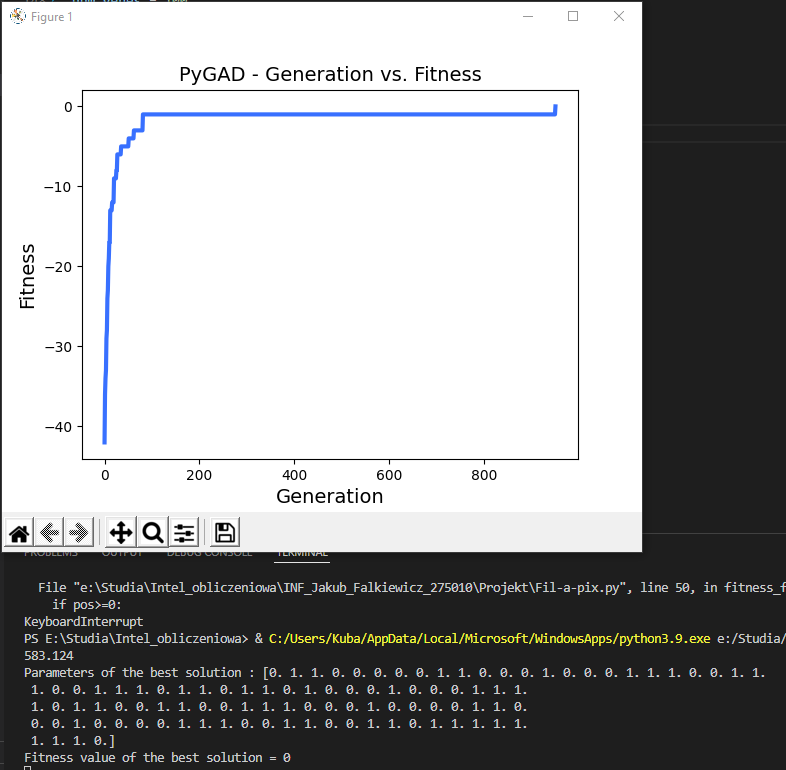 Figure 1
PyGAD - Generation vs. Fitness
0
−10
−20
−30
−40
Fitness
0 200 400 600 800
Generation
PROBLEMS OUTPUT DEBUG CONSOLE TERMINAL
File "e:\Studia\Intel_obliczeniowa\INF_Jakub_Falkiewicz_275010\Projekt\Fil-a-pix.py", line 50, in fitness_f
if pos>=0:
KeyboardInterrupt
PS E:\Studia\Intel_obliczeniowa> & C:/Users/Kuba/AppData/Local/Microsoft/WindowsApps/python3.9.exe e:/Studia/
583.124
Parameters of the best solution : [0. 1. 1. 0. 0. 0. 0. 0. 0. 1. 1. 0. 0. 0. 1. 0. 0. 0. 1. 1. 1. 0. 0. 1. 1.
1. 0. 0. 1. 1. 1. 0. 1. 1. 0. 1. 1. 0. 1. 0. 0. 0. 1. 0. 0. 0. 1. 1. 1.
1. 0. 1. 1. 0. 0. 0. 1. 1. 0. 0. 0. 1. 0. 0. 0. 0. 0. 0. 0. 0. 1. 1. 0.
0. 0. 1. 0. 0. 0. 0. 1. 1. 1. 0. 0. 1. 1. 0. 0. 1. 1. 0. 1. 1. 1. 1. 1.
1. 1. 1. 0.]
Fitness value of the best solution = 0